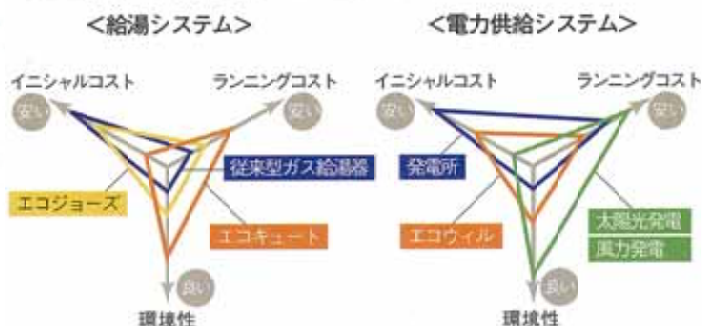 <給湯システム>
イニシャルコスト
ランニングコスト
安い
安い
従来型ガス給湯器
エコジョーズ
エコキュート
良い
環境性
<電力供給システム>
イニシャルコスト
ランニングコスト
安い
安い
発電所
エコウィル
太陽光発電
風力発電
良い
環境性